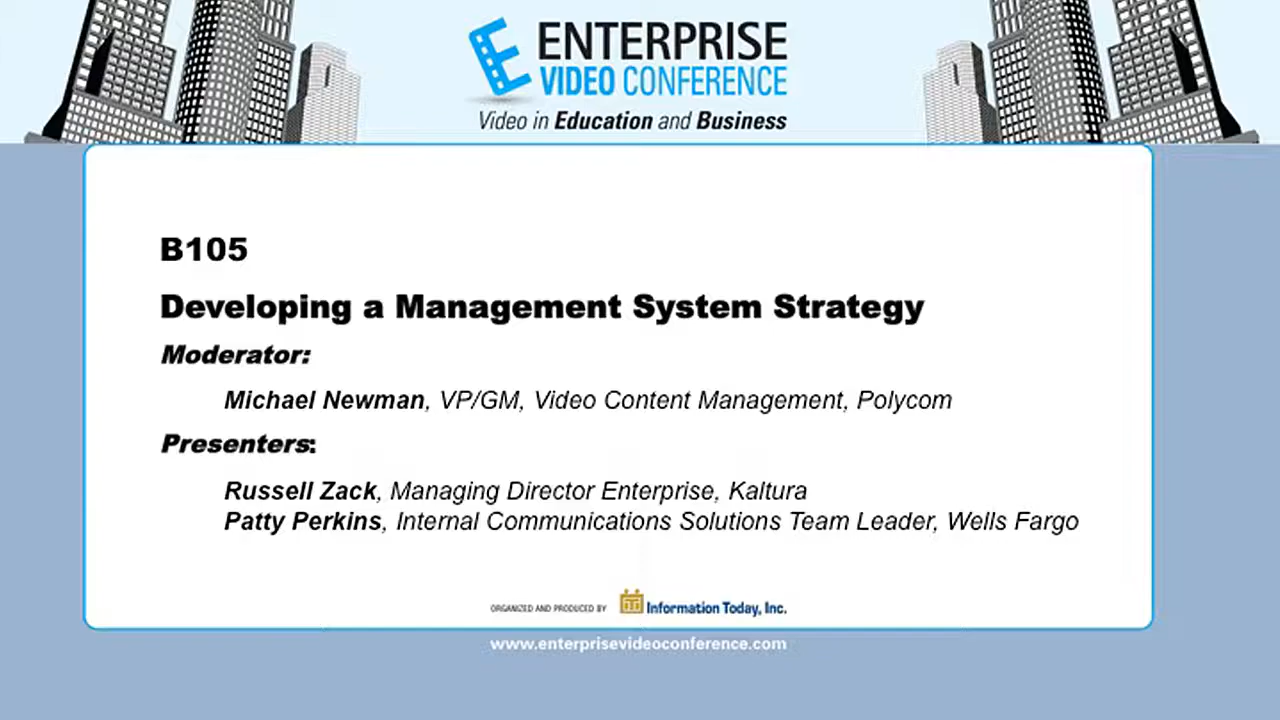 ENTERPRISE
VIDEO CONFERENCE
Video in Education and Business
B105
Developing a Management System Strategy
Moderator:
Michael Newman, VP/GM, Video Content Management, Polycom
Presenters:
Russell Zack, Managing Director Enterprise, Kaltura
Patty Perkins, Internal Communications Solutions Team Leader, Wells Fargo
ORGANIZED AND PRODUCED BY Information Today, Inc.
www.enterprisevideoconference.com